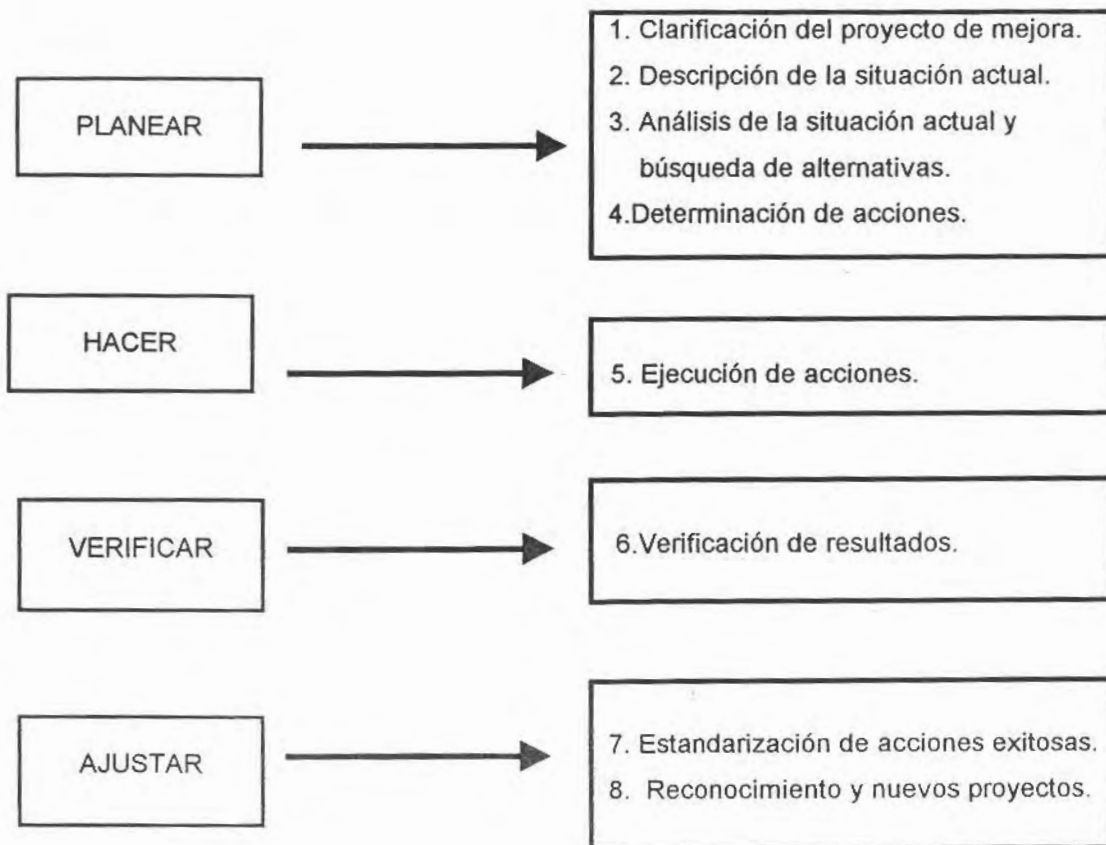 PLANEAR
1. Clarificación del proyecto de mejora.
2. Descripción de la situación actual.
3. Análisis de la situación actual y
búsqueda de alternativas.
4.Determinación de acciones.
HACER
5. Ejecución de acciones.
VERIFICAR
6.Verificación de resultados.
AJUSTAR
7. Estandarización de acciones exitosas.
8. Reconocimiento y nuevos proyectos.